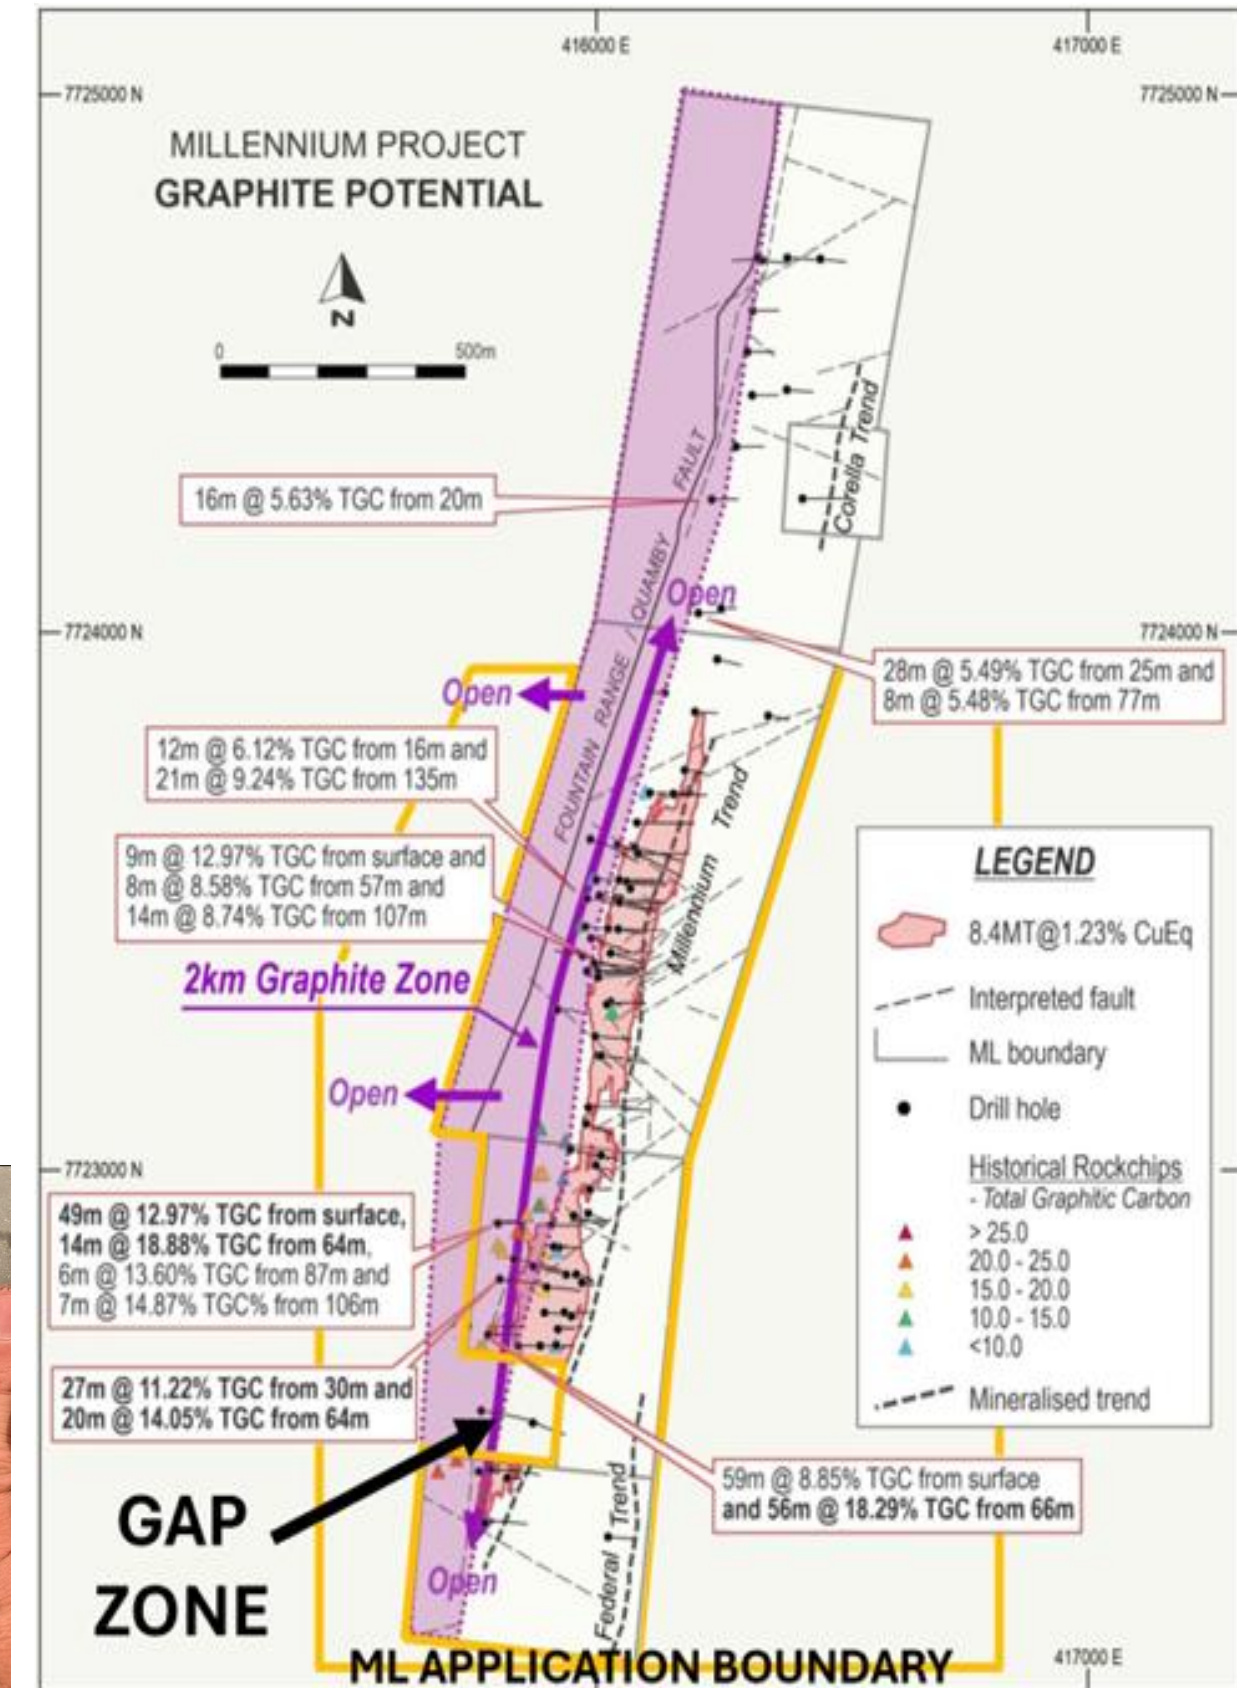 416000 E
417000 E
7725000 N
7725000 N
MILLENNIUM PROJECT
GRAPHITE POTENTIAL
N
0
500m
Corella Trend
16m @ 5.63% TGC from 20m
FOUNTAIN RANGE / QUAMBY FAULT
Open
7724000 N
7724000 N
28m @ 5.49% TGC from 25m and
8m @ 5.48% TGC from 77m
Open
12m @ 6.12% TGC from 16m and
21m @ 9.24% TGC from 135m
Millennium Trend
9m @ 12.97% TGC from surface and
8m @ 8.58% TGC from 57m and
14m @ 8.74% TGC from 107m
2km Graphite Zone
Open
LEGEND
8.4MT@1.23% CuEq
Interpreted fault
ML boundary
Drill hole
Historical Rockchips
- Total Graphitic Carbon
> 25.0
20.0 - 25.0
15.0 - 20.0
10.0 - 15.0
<10.0
Mineralised trend
7723000 N
49m @ 12.97% TGC from surface,
14m @ 18.88% TGC from 64m,
6m @ 13.60% TGC from 87m and
7m @ 14.87% TGC% from 106m
27m @ 11.22% TGC from 30m and
20m @ 14.05% TGC from 64m
59m @ 8.85% TGC from surface
and 56m @ 18.29% TGC from 66m
GAP
ZONE
Open
Federal Trend
ML APPLICATION BOUNDARY
417000 E